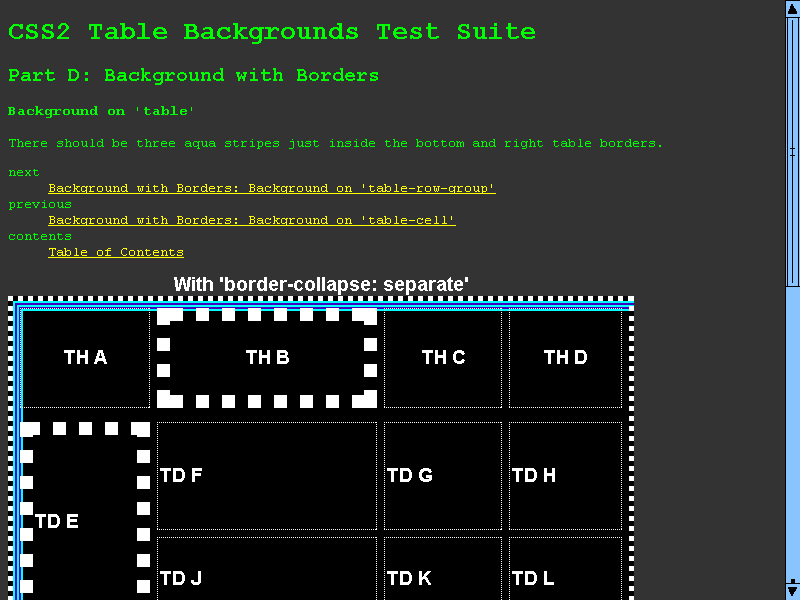 CSS2 Table Backgrounds Test Suite
Part D: Background with Borders
Background on 'table'
There should be three aqua stripes just inside the bottom and right table borders.
next
Background with Borders: Background on 'table-row-group'
previous
Background with Borders: Background on 'table-cell'
contents
Table of Contents
With 'border-collapse: separate'
TH A TH B TH C TH D
TD F TD G TD H
TD E
TD J TD K TD L